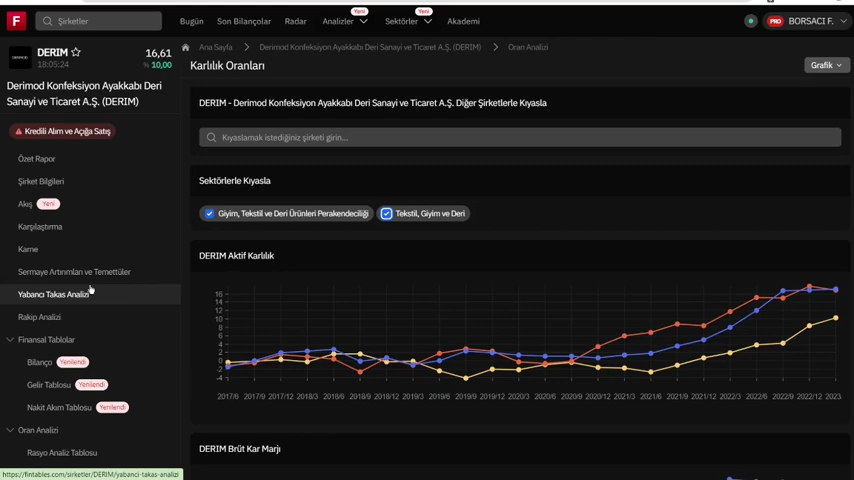 F
Şirketler
Bugün
Son Bilançolar
Radar
Analizler
Yeni
Sektörler
Yeni
Akademi
PRO
BORSACI F.
DERIMOD
DERIM
18:05:24
16,61
% 10,00
Derimod Konfeksiyon Ayakkabı Deri
Sanayi ve Ticaret A.Ş. (DERIM)
Kredili Alım ve Açığa Satış
Özet Rapor
Şirket Bilgileri
Akış
Yeni
Karşılaştırma
Karne
Sermaye Artırımları ve Temettüler
Yabancı Takas Analizi
Rakip Analizi
Finansal Tablolar
Bilanço
Yenilendi
Gelir Tablosu
Yenilendi
Nakit Akım Tablosu
Yenilendi
Oran Analizi
Rasyo Analiz Tablosu
https://fintables.com/sirketler/DERIM/yabanci-takas-analizi
Ana Sayfa
Derimod Konfeksiyon Ayakkabı Deri Sanayi ve Ticaret A.Ş. (DERIM)
Oran Analizi
Karlılık Oranları
Grafik
DERIM - Derimod Konfeksiyon Ayakkabı Deri Sanayi ve Ticaret A.Ş. Diğer Şirketlerle Kıyasla
Kıyaslamak istediğiniz şirketi girin...
Sektörlerle Kıyasla
Giyim, Tekstil ve Deri Ürünleri Perakendeciliği
Tekstil, Giyim ve Deri
DERIM Aktif Karlılık
16
14
12
10
8
6
4
2
0
-2
-4
2017/6 2017/9 2017/12 2018/3 2018/6 2018/9 2018/12 2019/3 2019/6 2019/9 2019/12 2020/3 2020/6 2020/9 2020/12 2021/3 2021/6 2021/9 2021/12 2022/3 2022/6 2022/9 2022/12 2023/
DERIM Brüt Kar Marjı